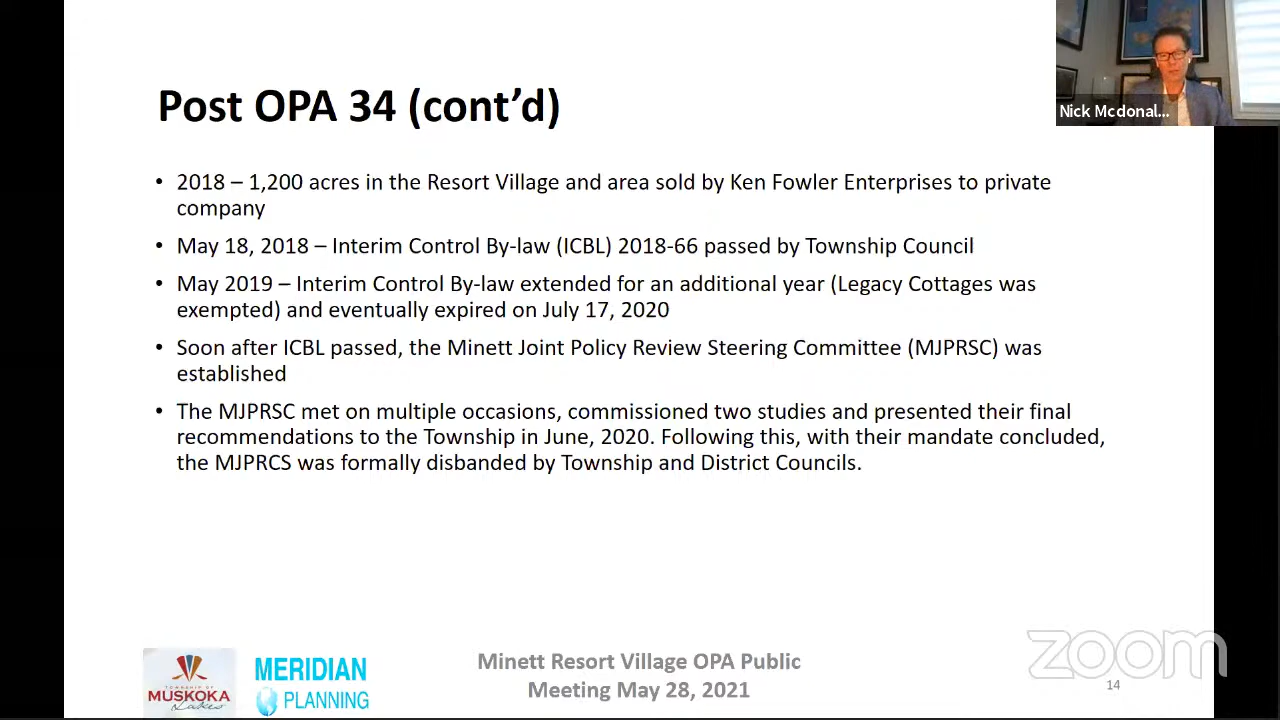 Post OPA 34 (cont'd)
Nick Mcdonal...
• 2018 – 1,200 acres in the Resort Village and area sold by Ken Fowler Enterprises to private
company
• May 18, 2018 – Interim Control By-law (ICBL) 2018-66 passed by Township Council
• May 2019 – Interim Control By-law extended for an additional year (Legacy Cottages was
exempted) and eventually expired on July 17, 2020
• Soon after ICBL passed, the Minett Joint Policy Review Steering Committee (MJPRSC) was
established
• The MJPRSC met on multiple occasions, commissioned two studies and presented their final
recommendations to the Township in June, 2020. Following this, with their mandate concluded,
the MJPRCS was formally disbanded by Township and District Councils.
TOWNSHIP OF
MUSKOKA
Lakes
MERIDIAN
PLANNING
Minett Resort Village OPA Public
Meeting May 28, 2021
zoom
14